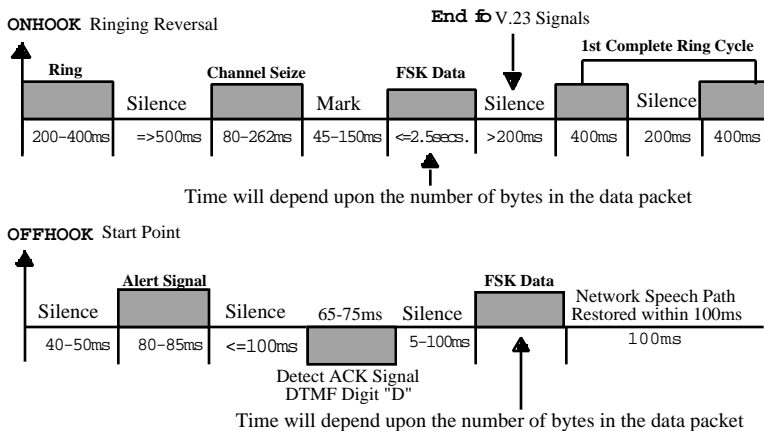 ONHOOK Ringing Reversal
End fo V.23 Signals
1st Complete Ring Cycle
Ring
Channel Seize
FSK Data
Silence
Mark
Silence
Silence
200-400ms
=>500ms
80-262ms
45-150ms
<=2.5secs.
>200ms
400ms
200ms
400ms
Time will depend upon the number of bytes in the data packet
OFFHOOK Start Point
Alert Signal
FSK Data
Silence
Silence
65-75ms
Silence
Network Speech Path
Restored within 100ms
40-50ms
80-85ms
<=100ms
5-100ms
100ms
Detect ACK Signal
DTMF Digit "D"
Time will depend upon the number of bytes in the data packet